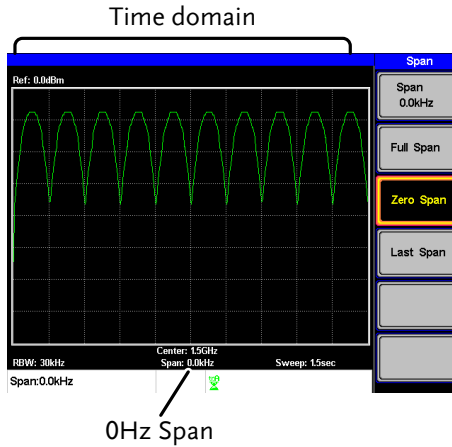 Time domain
Span
Ref: 0.0dBm
Span
0.0kHz
Full Span
Zero Span
Last Span
Center: 1.5GHz
RBW: 30kHz Span: 0.0kHz Sweep: 1.5sec
Span:0.0kHz
0Hz Span